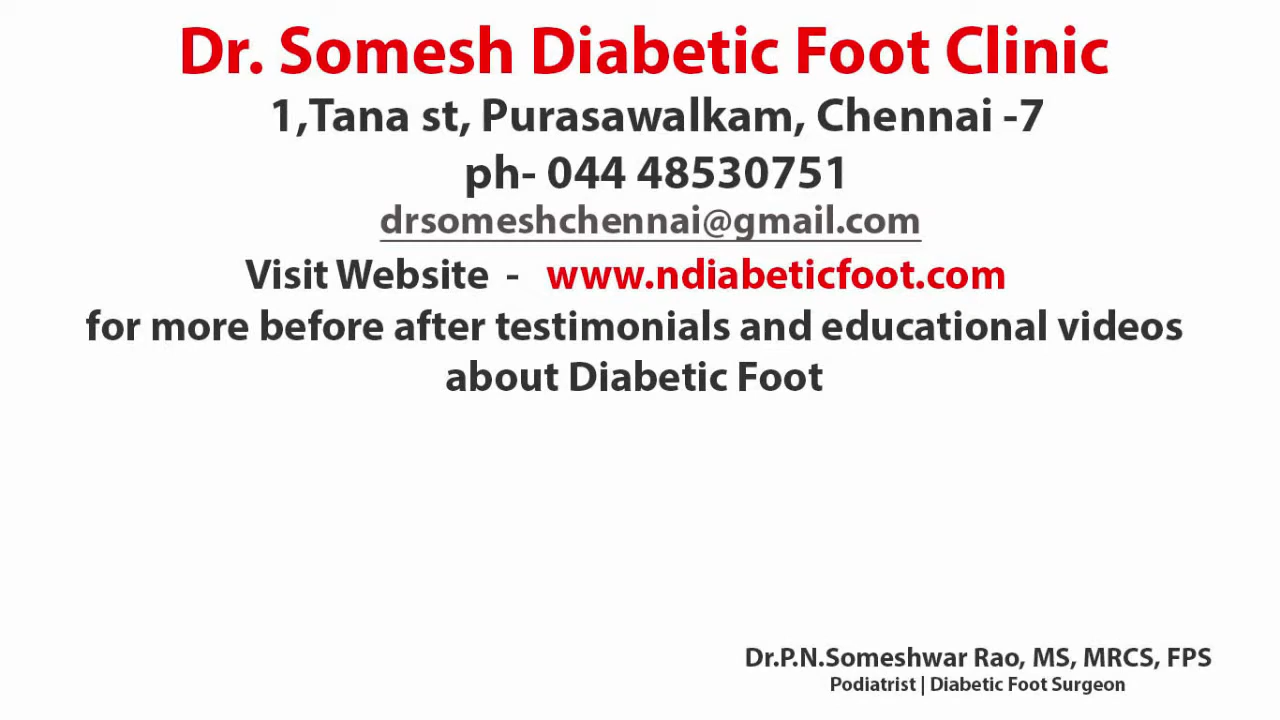 Dr. Somesh Diabetic Foot Clinic
1,Tana st, Purasawalkam, Chennai -7
ph- 044 48530751
drsomeshchennai@gmail.com
Visit Website - www.ndiabeticfoot.com
for more before after testimonials and educational videos
about Diabetic Foot
Dr.P.N.Someshwar Rao, MS, MRCS, FPS
Podiatrist | Diabetic Foot Surgeon